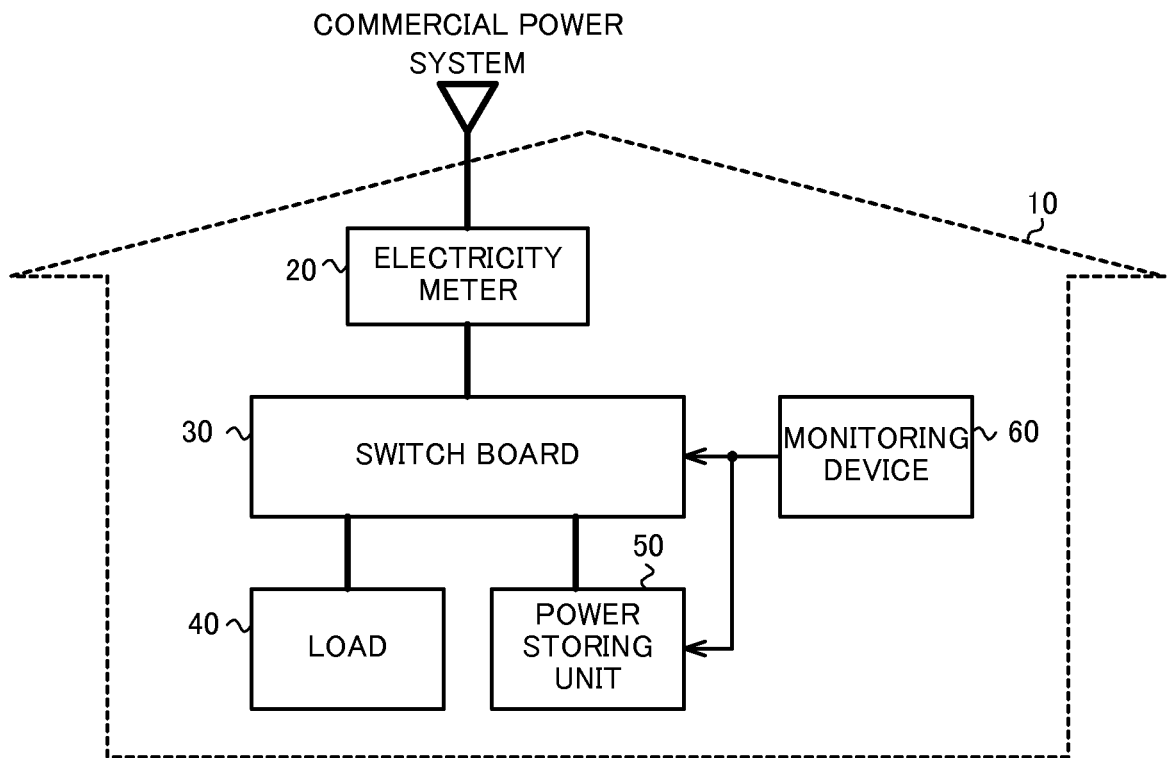 COMMERCIAL POWER
SYSTEM
10
20
ELECTRICITY
METER
30
SWITCH BOARD
MONITORING
DEVICE
60
50
40
LOAD
POWER
STORING
UNIT